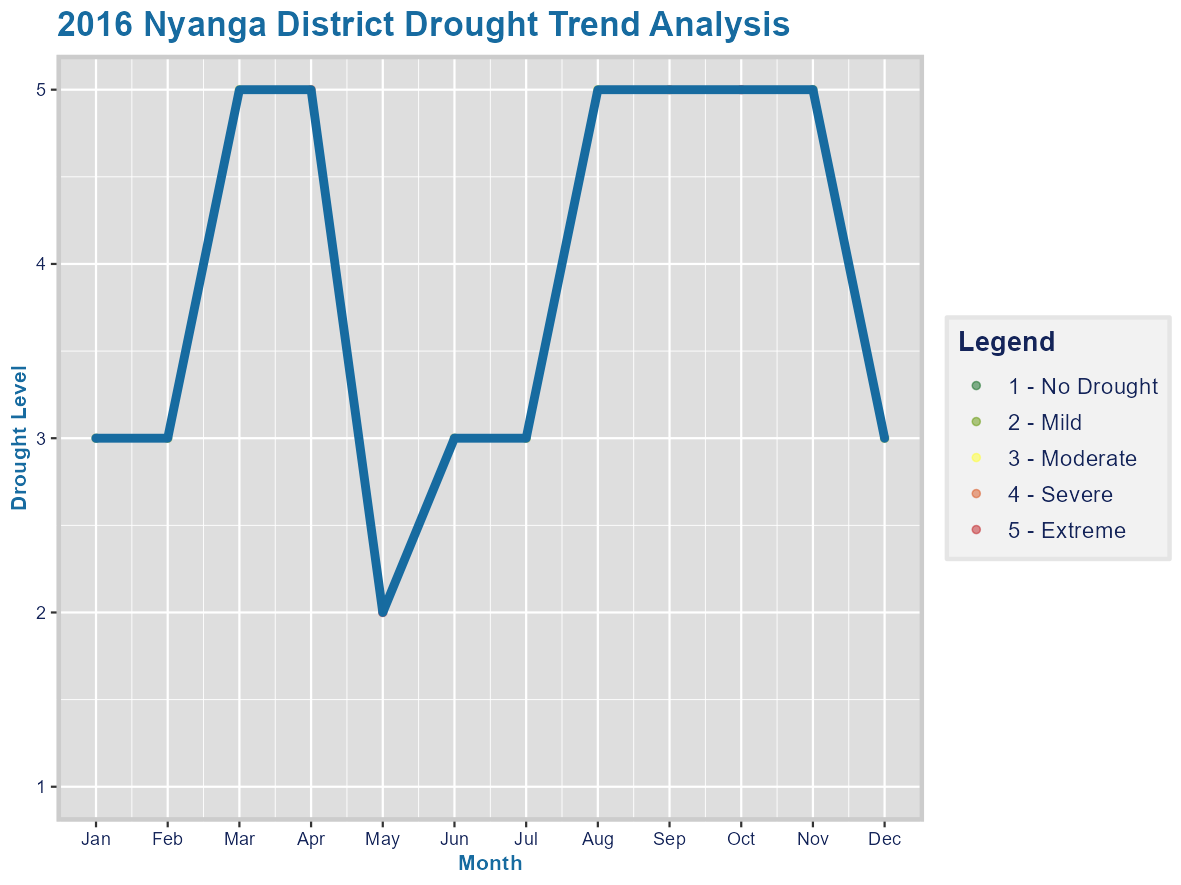 2016 Nyanga District Drought Trend Analysis
Drought Level
5
4
3
2
1
Jan Feb Mar Apr May Jun Jul Aug Sep Oct Nov Dec
Month
Legend
1 - No Drought
2 - Mild
3 - Moderate
4 - Severe
5 - Extreme